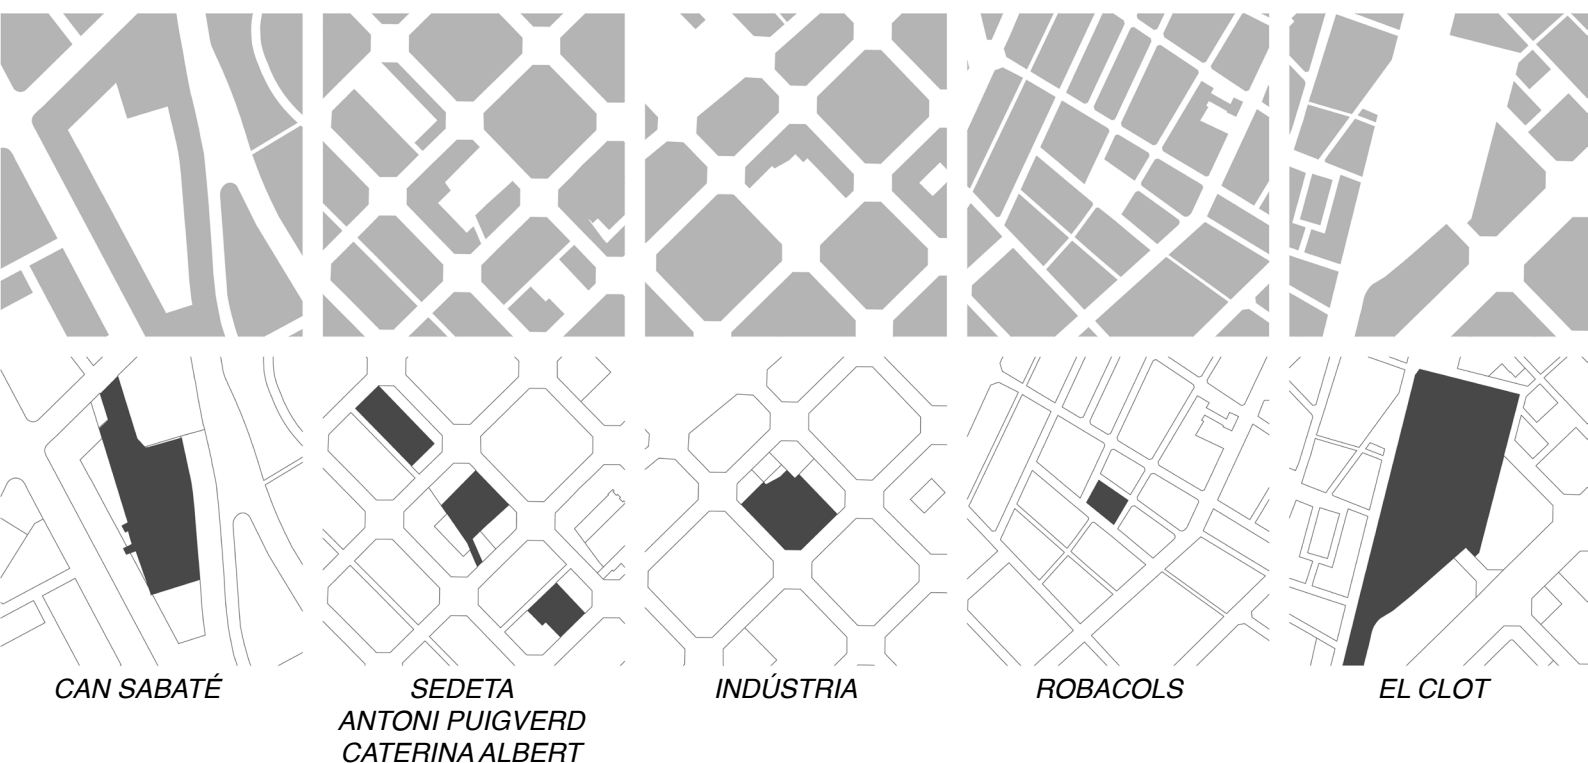 CAN SABATÉ
SEDETA
ANTONI PUIGVERD
CATERINA ALBERT
INDÚSTRIA
ROBACOLS
EL CLOT